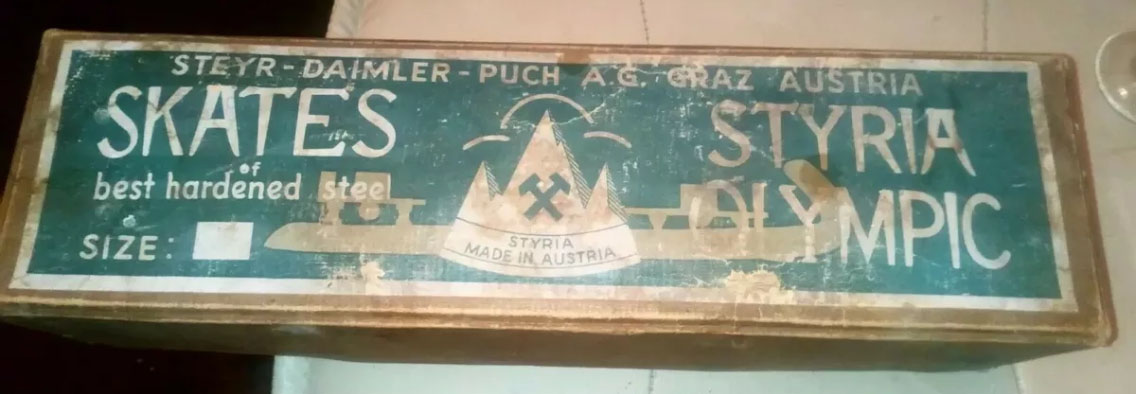 STEYR-DAIMLER-PUCH A.G. GRAZ AUSTRIA
SKATES
of
best hardened steel
SIZE:
STYRIA
MADE IN AUSTRIA
STYRIA
OLYMPIC